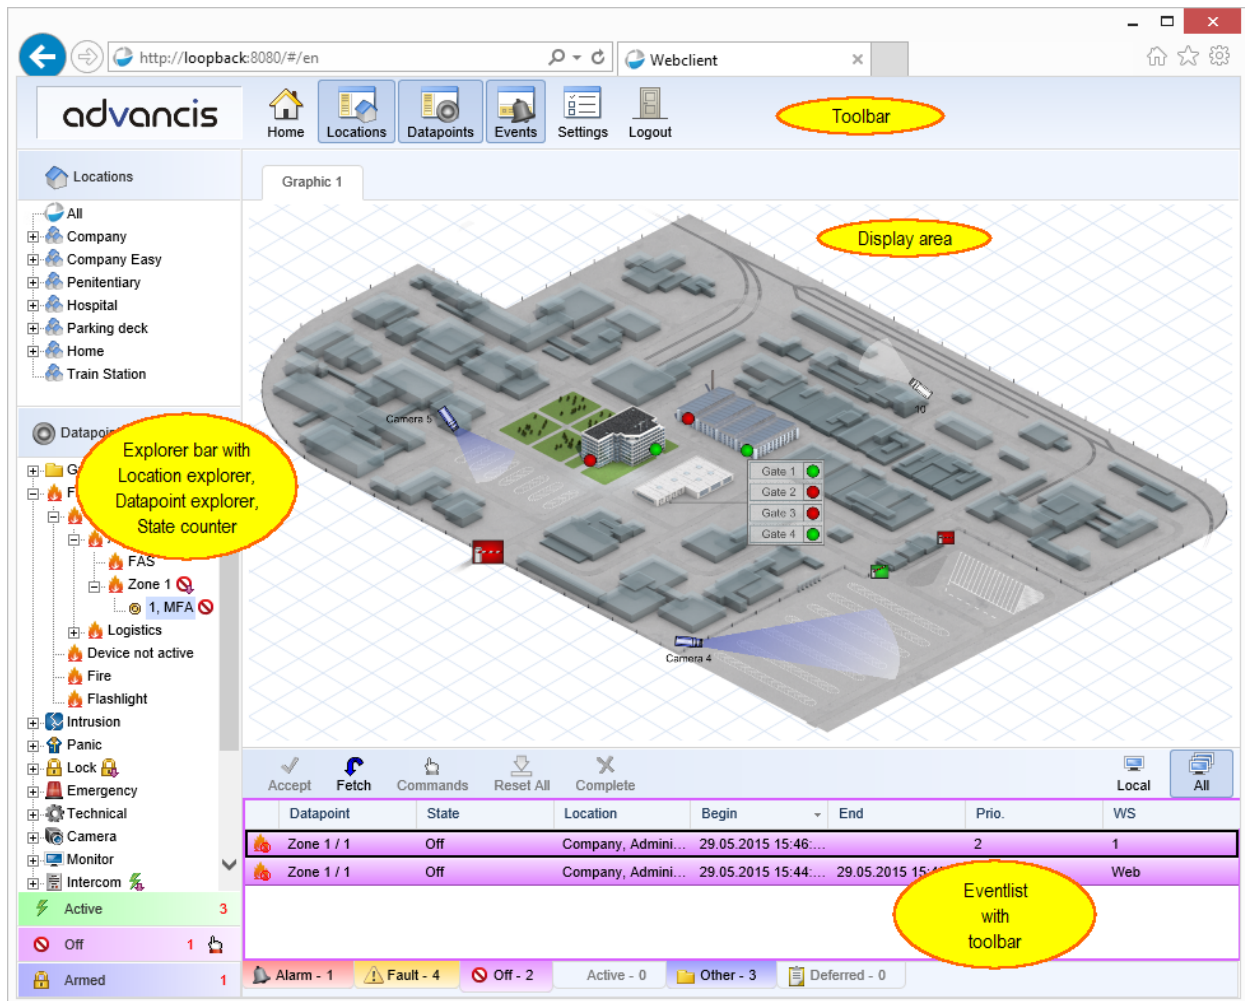 http://loopback:8080/#/en
Webclient
advancis
Home
Locations
Datapoints
Events
Settings
Logout
Toolbar
Locations
Graphic 1
All
Company
Company Easy
Penitentiary
Hospital
Parking deck
Home
Train Station
Display area
Camera 5
10
Gate 1
Gate 2
Gate 3
Gate 4
Camera 4
Explorer bar with
Location explorer,
Datapoint explorer,
State counter
FAS
Zone 1
1, MFA
Logistics
Device not active
Fire
Flashlight
Intrusion
Panic
Lock
Emergency
Technical
Camera
Monitor
Intercom
Active 3
Off 1
Armed 1
Accept
Fetch
Commands
Reset All
Complete
Local
All
Datapoint State Location Begin End Prio. WS
Zone 1 / 1 Off Company, Admini... 29.05.2015 15:46:... 2 1
Zone 1 / 1 Off Company, Admini... 29.05.2015 15:44:... 29.05.2015 Web
Eventlist
with
toolbar
Alarm - 1
Fault - 4
Off - 2
Active - 0
Other - 3
Deferred - 0